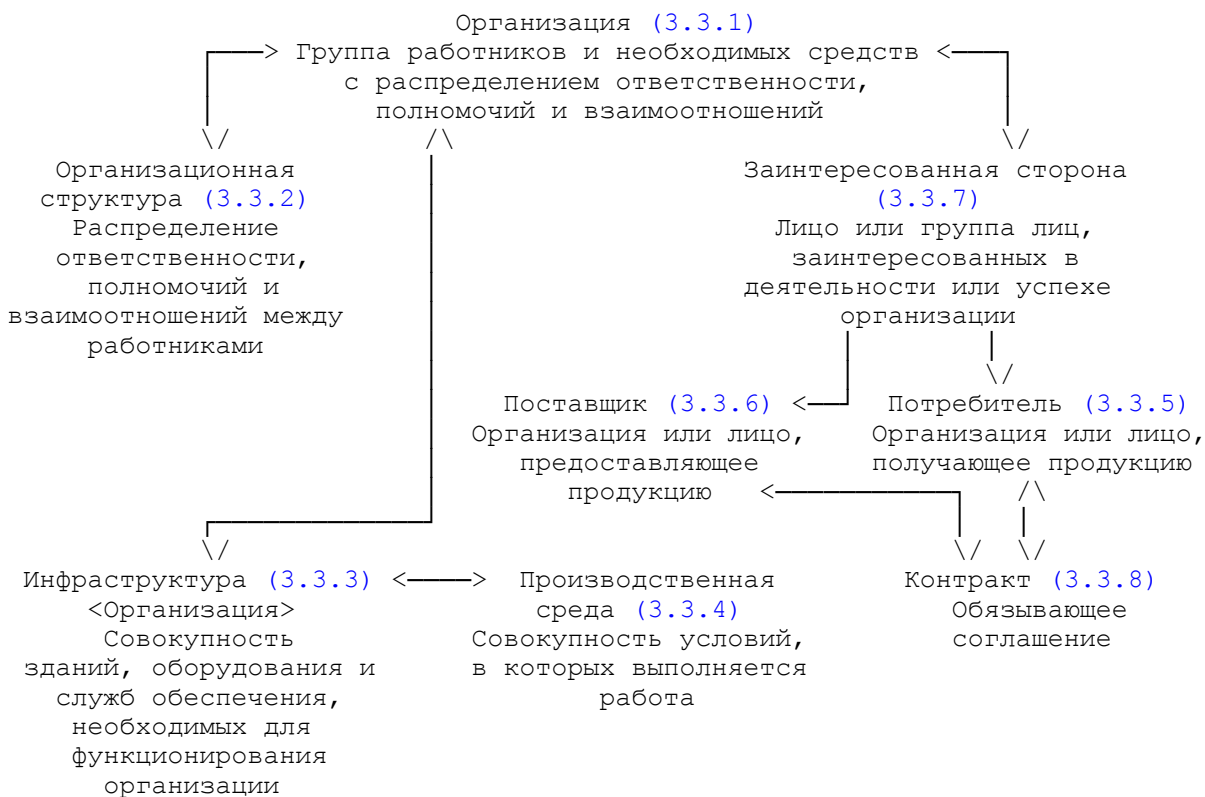 Организация (3.3.1)
Группа работников и необходимых средств
с распределением ответственности,
полномочий и взаимоотношений
Организационная
структура (3.3.2)
Распределение
ответственности,
полномочий и
взаимоотношений между
работниками
Заинтересованная сторона
(3.3.7)
Лицо или группа лиц,
заинтересованных в
деятельности или успехе
организации
Поставщик (3.3.6)
Организация или лицо,
предоставляющее
продукцию
Потребитель (3.3.5)
Организация или лицо,
получающее продукцию
Инфраструктура (3.3.3)
<Организация>
Совокупность
зданий, оборудования и
служб обеспечения,
необходимых для
функционирования
организации
Производственная
среда (3.3.4)
Совокупность условий,
в которых выполняется
работа
Контракт (3.3.8)
Обязывающее
соглашение